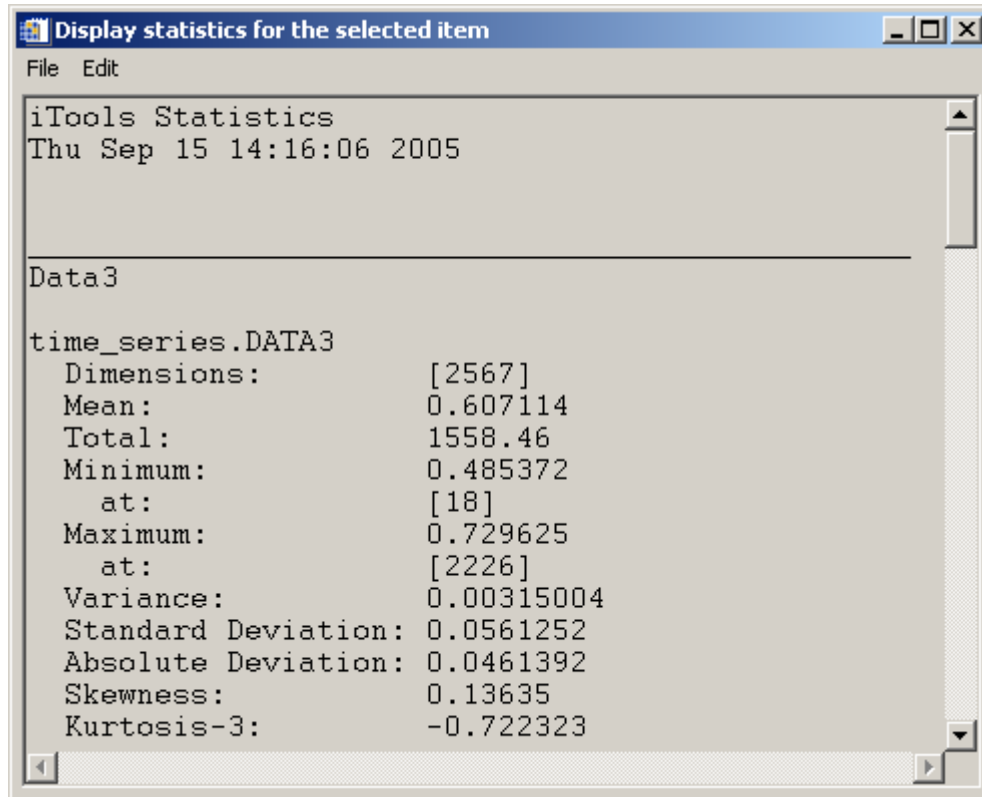 Display statistics for the selected item
File Edit
iTools Statistics
Thu Sep 15 14:16:06 2005
Data3
time_series.DATA3
Dimensions: [2567]
Mean: 0.607114
Total: 1558.46
Minimum: 0.485372
at: [18]
Maximum: 0.729625
at: [2226]
Variance: 0.00315004
Standard Deviation: 0.0561252
Absolute Deviation: 0.0461392
Skewness: 0.13635
Kurtosis-3: -0.722323